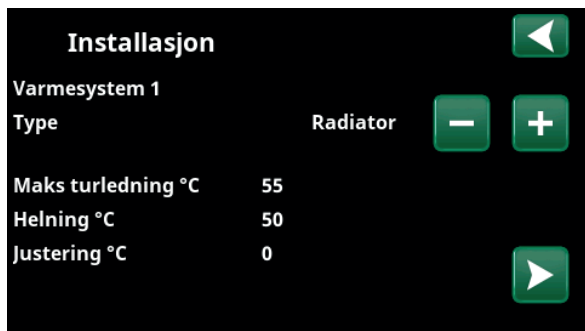 Installasjon
Varmesystem 1
Type Radiator
Maks turledning °C 55
Helning °C 50
Justering °C 0